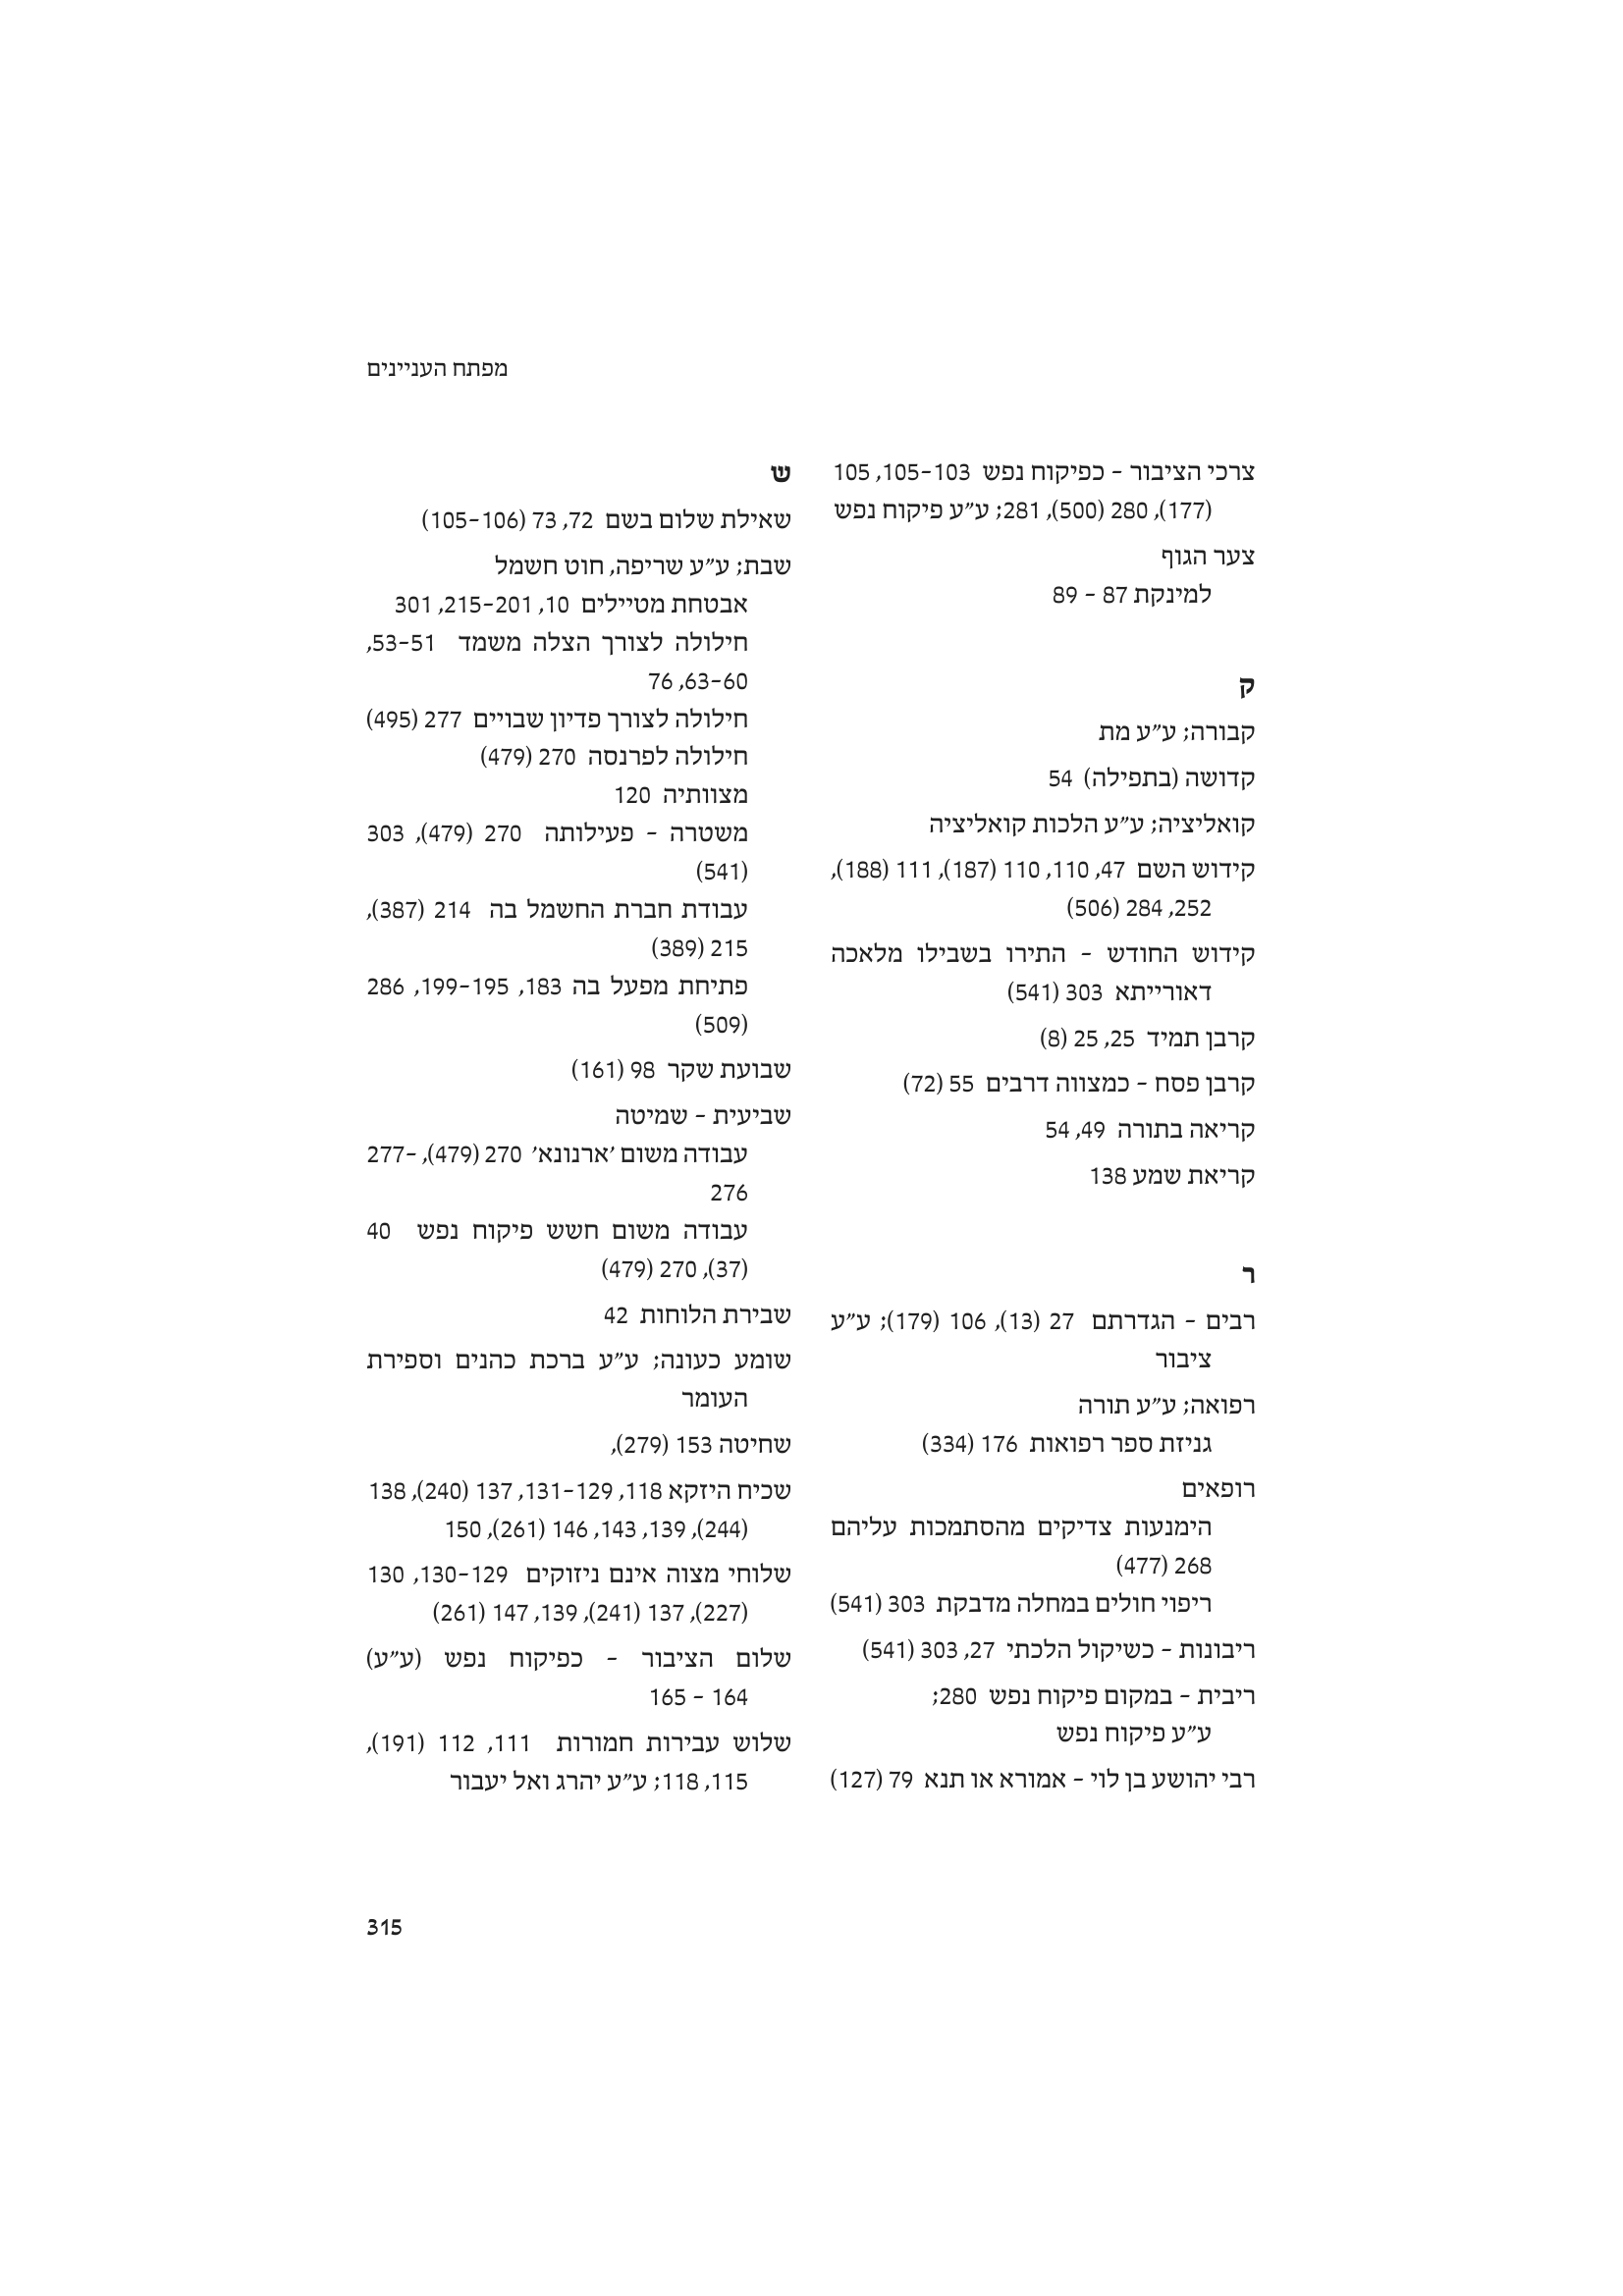 מפתח העניינים
צרכי הציבור – כפיקוח נפש 103–105, 105
(177), 280 (500), 281; ע״ע פיקוח נפש
צער הגוף
למינקת 87 – 89
ק
קבורה; ע״ע מת
קדושה (בתפילה) 54
קואליציה; ע״ע הלכות קואליציה
קידוש השם 47, 110, 110 (187), 111 (188),
252, 284 (506)
קידוש החודש – התירו בשבילו מלאכה
דאורייתא 303 (541)
קרבן תמיד 25, 25 (8)
קרבן פסח – כמצווה דרבים 55 (72)
קריאה בתורה 49, 54
קריאת שמע 138
ר
רבים – הגדרתם 27 (13), 106 (179); ע״ע
ציבור
רפואה; ע״ע תורה
גניזת ספר רפואות 176 (334)
רופאים
הימנעות צדיקים מהסתמכות עליהם
268 (477)
ריפוי חולים במחלה מדבקת 303 (541)
ריבונות – כשיקול הלכתי 27, 303 (541)
ריבית – במקום פיקוח נפש 280;
ע״ע פיקוח נפש
רבי יהושע בן לוי – אמורא או תנא 79 (127)
ש
שאילת שלום בשם 72, 73 (105–106)
שבת; ע״ע שריפה, חוט חשמל
אבטחת מטיילים 10, 201–215, 301
חילולה לצורך הצלה משמד 51–53,
60–63, 76
חילולה לצורך פדיון שבויים 277 (495)
חילולה לפרנסה 270 (479)
מצוותיה 120
משטרה – פעילותה 270 (479), 303
(541)
עבודת חברת החשמל בה 214 (387),
215 (389)
פתיחת מפעל בה 183, 195–199, 286
(509)
שבועת שקר 98 (161)
שביעית – שמיטה
עבודה משום ׳ארנונא׳ 270 (479), 277–
276
עבודה משום חשש פיקוח נפש 40
(37), 270 (479)
שבירת הלוחות 42
שומע כעונה; ע״ע ברכת כהנים וספירת
העומר
שחיטה 153 (279),
שכיח היזקא 118, 129–131, 137 (240), 138
(244), 139, 143, 146 (261), 150
שלוחי מצוה אינם ניזוקים 129–130, 130
(227), 137 (241), 139, 147 (261)
שלום הציבור – כפיקוח נפש (ע״ע)
164 – 165
שלוש עבירות חמורות 111, 112 (191),
115, 118; ע״ע יהרג ואל יעבור
315